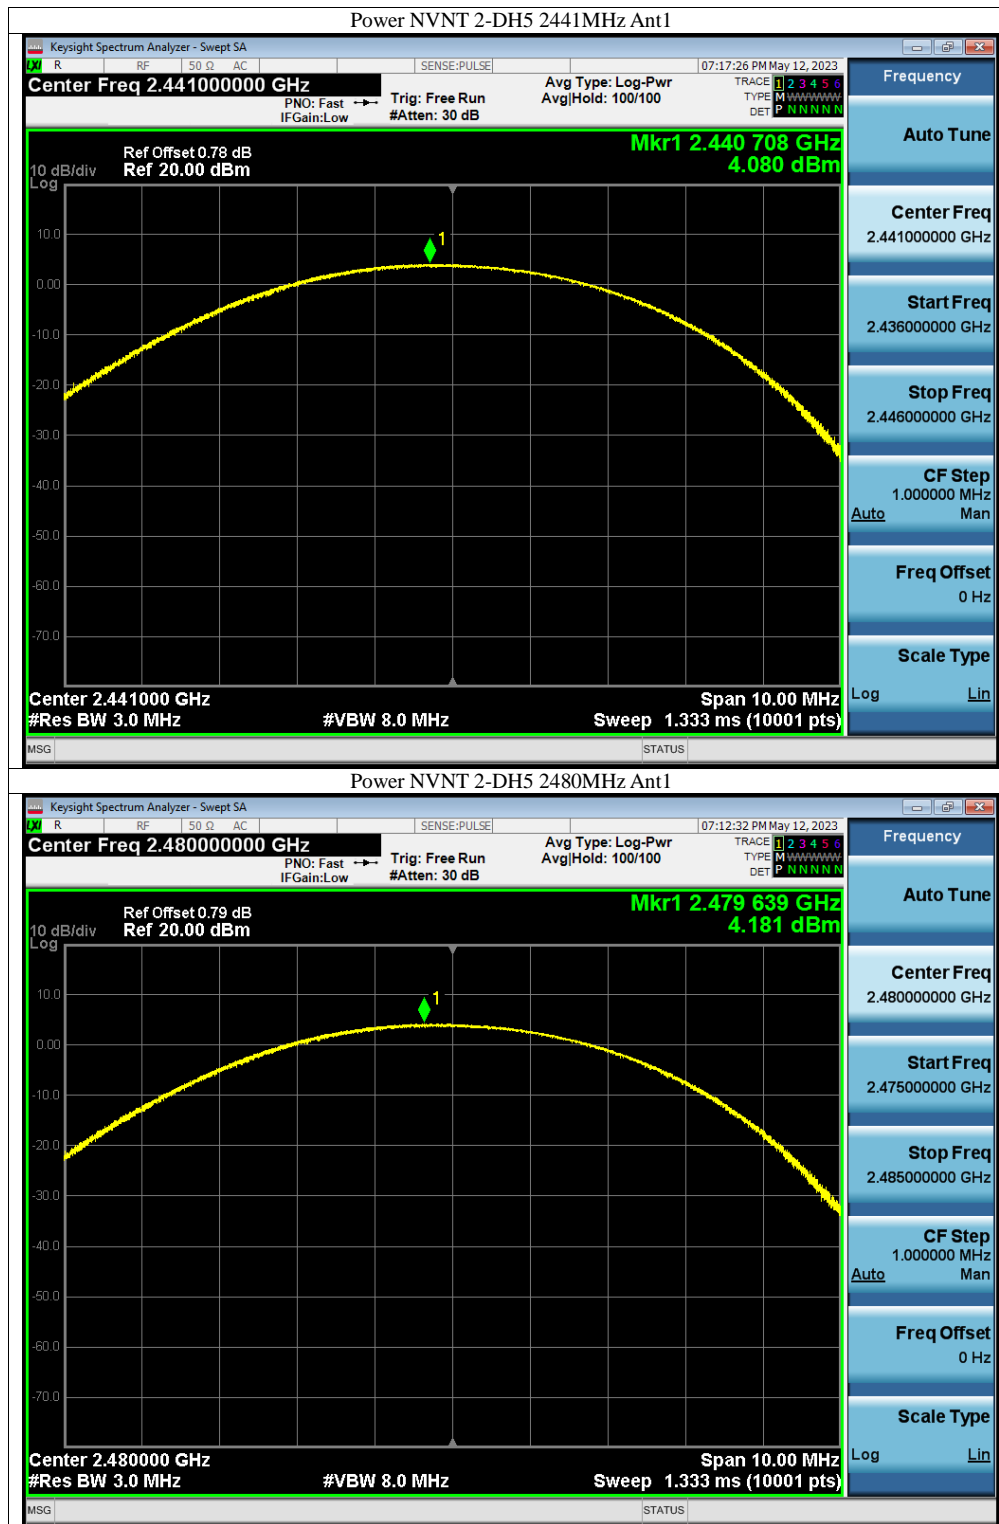 Power NVNT 2-DH5 2441MHz Ant1
Keysight Spectrum Analyzer - Swept SA
LXI R RF 50 Ω AC SENSE:PULSE 07:17:26 PM May 12, 2023
Center Freq 2.441000000 GHz
PNO: Fast
IFGain:Low
Trig: Free Run
#Atten: 30 dB
Avg Type: Log-Pwr
Avg|Hold: 100/100
TRACE 1 2 3 4 5 6
TYPE M WWWWW
DET P N N N N N
Frequency
Auto Tune
Center Freq
2.441000000 GHz
Start Freq
2.436000000 GHz
Stop Freq
2.446000000 GHz
CF Step
1.000000 MHz
Auto Man
Freq Offset
0 Hz
Scale Type
Log Lin
Mkr1 2.440 708 GHz
4.080 dBm
Ref Offset 0.78 dB
10 dB/div Ref 20.00 dBm
Log
1
10.0
0.00
-10.0
-20.0
-30.0
-40.0
-50.0
-60.0
-70.0
Center 2.441000 GHz Span 10.00 MHz
#Res BW 3.0 MHz #VBW 8.0 MHz Sweep 1.333 ms (10001 pts)
MSG STATUS
Power NVNT 2-DH5 2480MHz Ant1
Keysight Spectrum Analyzer - Swept SA
LXI R RF 50 Ω AC SENSE:PULSE 07:12:32 PM May 12, 2023
Center Freq 2.480000000 GHz
PNO: Fast
IFGain:Low
Trig: Free Run
#Atten: 30 dB
Avg Type: Log-Pwr
Avg|Hold: 100/100
TRACE 1 2 3 4 5 6
TYPE M WWWWW
DET P N N N N N
Frequency
Auto Tune
Center Freq
2.480000000 GHz
Start Freq
2.475000000 GHz
Stop Freq
2.485000000 GHz
CF Step
1.000000 MHz
Auto Man
Freq Offset
0 Hz
Scale Type
Log Lin
Mkr1 2.479 639 GHz
4.181 dBm
Ref Offset 0.79 dB
10 dB/div Ref 20.00 dBm
Log
1
10.0
0.00
-10.0
-20.0
-30.0
-40.0
-50.0
-60.0
-70.0
Center 2.480000 GHz Span 10.00 MHz
#Res BW 3.0 MHz #VBW 8.0 MHz Sweep 1.333 ms (10001 pts)
MSG STATUS